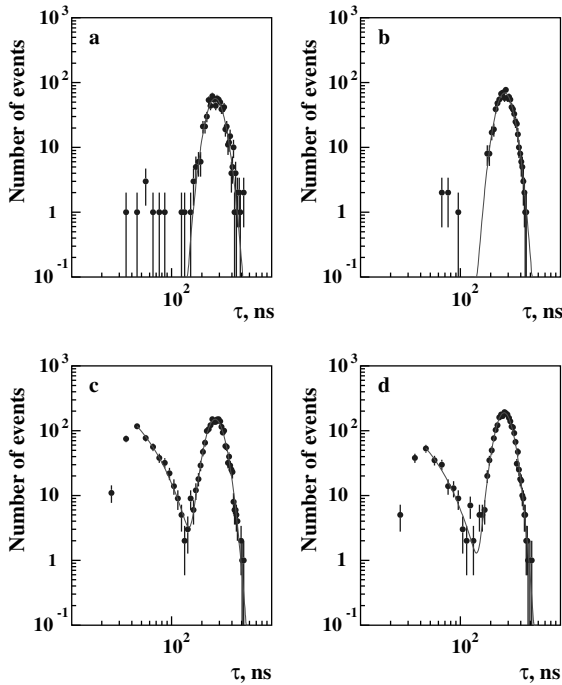 a
Number of events
10³
10²
10
1
10⁻¹
10²
τ, ns
b
Number of events
10³
10²
10
1
10⁻¹
10²
τ, ns
c
Number of events
10³
10²
10
1
10⁻¹
10²
τ, ns
d
Number of events
10³
10²
10
1
10⁻¹
10²
τ, ns